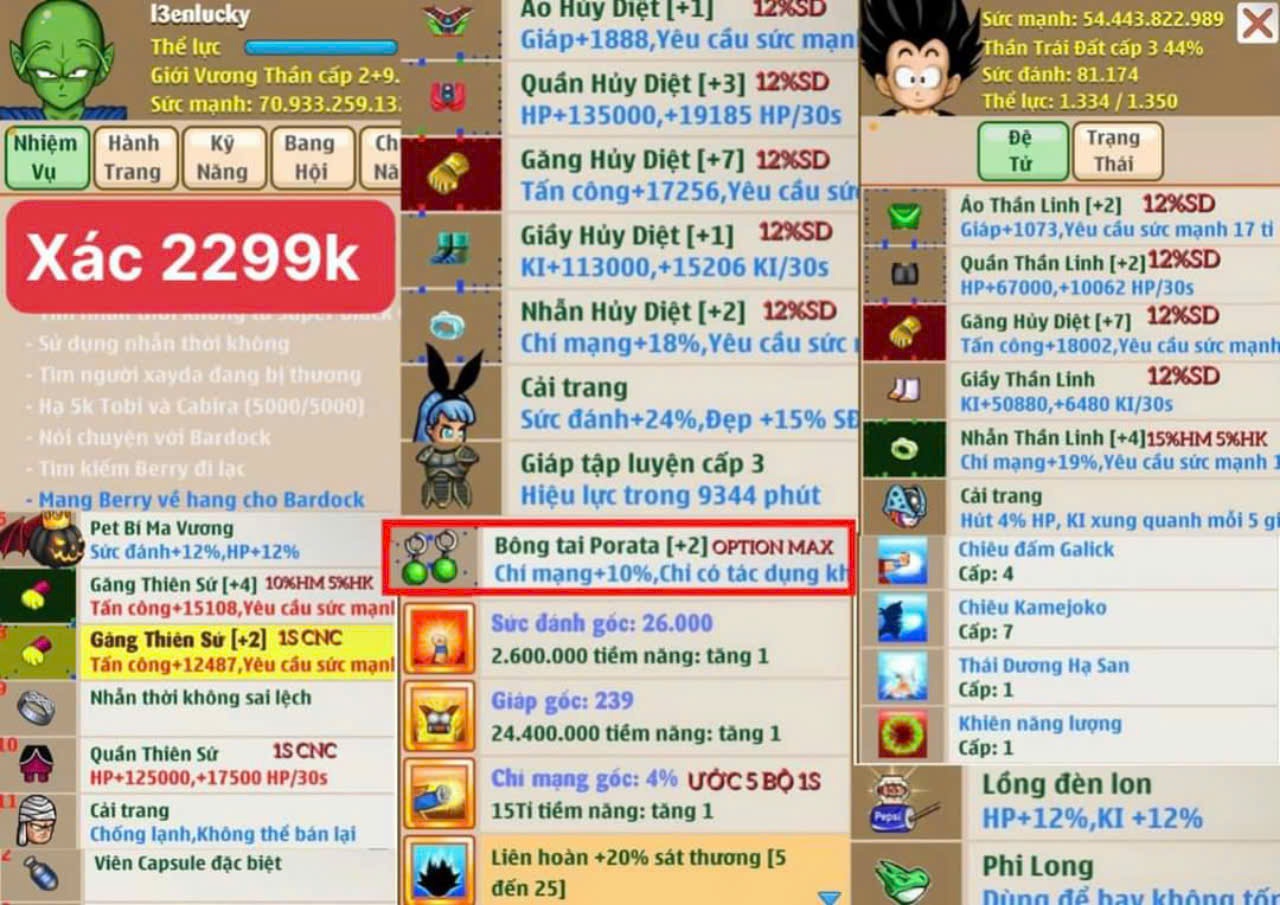 l3enlucky
Thể lực
Giới Vương Thần cấp 2+9.
Sức mạnh: 70.933.259.13
Nhiệm Vụ
Hành Trang
Kỹ Năng
Bang Hội
Xác 2299k
- Sử dụng nhẫn thời không
- Tìm người xayda đang bị thương
- Hạ 5k Tobi và Cabira (5000/5000)
- Nói chuyện với Bardock
- Tìm kiếm Berry đi lạc
- Mang Berry về hang cho Bardock
Pet Bí Ma Vương
Sức đánh+12%,HP+12%
Găng Thiên Sứ [+4] 10%HM 5%HK
Tấn công+15108,Yêu cầu sức mạnh
Găng Thiên Sứ [+2] 1S CNC
Tấn công+12487,Yêu cầu sức mạnh
9
Nhẫn thời không sai lệch
10
Quần Thiên Sứ 1S CNC
HP+125000,+17500 HP/30s
11
Cải trang
Chống lạnh,Không thể bán lại
2
Viên Capsule đặc biệt
Áo Hủy Diệt [+1] 12%SD
Giáp+1888,Yêu cầu sức mạn
Quần Hủy Diệt [+3] 12%SD
HP+135000,+19185 HP/30s
Găng Hủy Diệt [+7] 12%SD
Tấn công+17256,Yêu cầu sứ
Giầy Hủy Diệt [+1] 12%SD
KI+113000,+15206 KI/30s
Nhẫn Hủy Diệt [+2] 12%SD
Chí mạng+18%,Yêu cầu sức
Cải trang
Sức đánh+24%,Đẹp +15% SĐ
Giáp tập luyện cấp 3
Hiệu lực trong 9344 phút
Bông tai Porata [+2] OPTION MAX
Chí mạng+10%,Chỉ có tác dụng kh
Sức đánh gốc: 26.000
2.600.000 tiềm năng: tăng 1
Giáp gốc: 239
24.400.000 tiềm năng: tăng 1
Chí mạng gốc: 4% ƯỚC 5 BỘ 1S
15Tỉ tiềm năng: tăng 1
Liên hoàn +20% sát thương [5
đến 25]
Sức mạnh: 54.443.822.989
Thần Trái Đất cấp 3 44%
Sức đánh: 81.174
Thể lực: 1.334 / 1.350
Đệ Tử
Trạng Thái
Áo Thần Linh [+2] 12%SD
Giáp+1073,Yêu cầu sức mạnh 17 tỉ
Quần Thần Linh [+2] 12%SD
HP+67000,+10062 HP/30s
Găng Hủy Diệt [+7] 12%SD
Tấn công+18002,Yêu cầu sức mạnh
Giầy Thần Linh 12%SD
KI+50880,+6480 KI/30s
Nhẫn Thần Linh [+4] 15%HM 5%HK
Chí mạng+19%,Yêu cầu sức mạnh 1
Cải trang
Hút 4% HP, KI xung quanh mỗi 5 gi
Chiêu đấm Galick
Cấp: 4
Chiêu Kamejoko
Cấp: 7
Thái Dương Hạ San
Cấp: 1
Khiên năng lượng
Cấp: 1
Pepsi
Lồng đèn lon
HP+12%,KI +12%
Phi Long
Dùng để bay không tốn